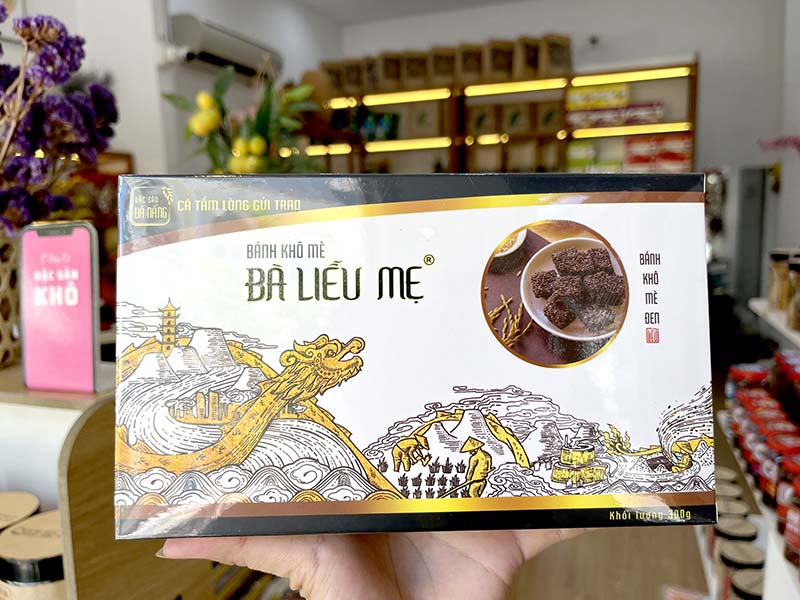 ĐẶC SẢN
ĐÀ NẴNG
CẢ TẤM LÒNG GỬI TRAO
BÁNH KHÔ MÈ
BÀ LIỄU MẸ®
BÁNH
KHÔ
MÈ
ĐEN
DẺO
Khối lượng 300g
ĐẶC SẢN
KHÔ